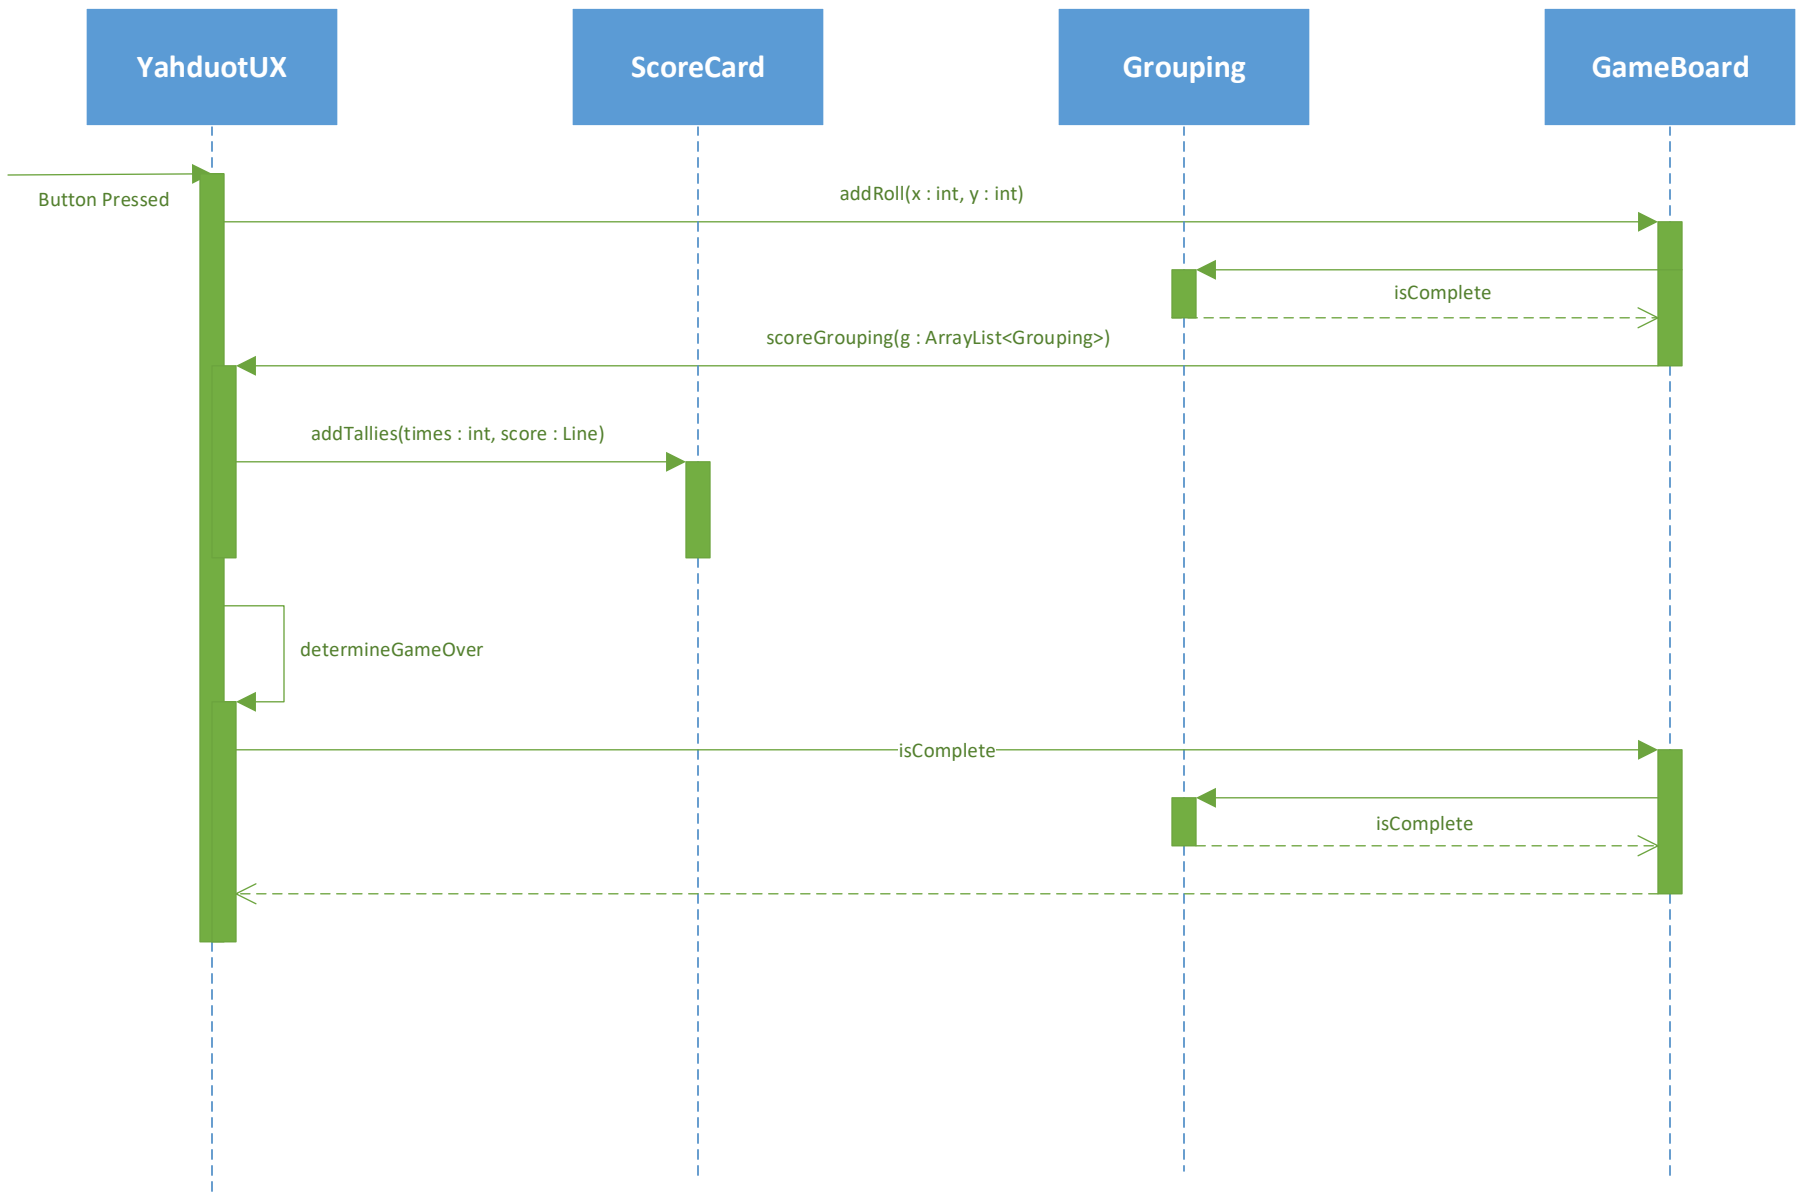 YahduotUX
ScoreCard
Grouping
GameBoard
Button Pressed
addRoll(x : int, y : int)
isComplete
scoreGrouping(g : ArrayList<Grouping>)
addTallies(times : int, score : Line)
determineGameOver
isComplete
isComplete